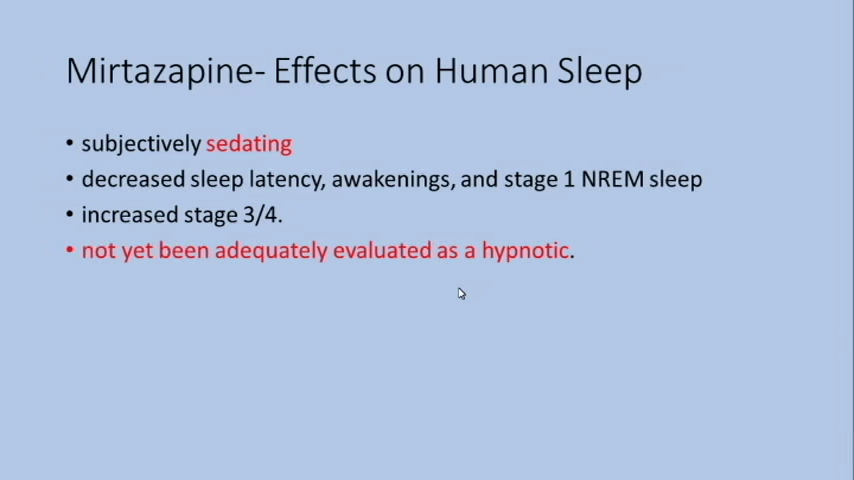 Mirtazapine- Effects on Human Sleep
• subjectively sedating
• decreased sleep latency, awakenings, and stage 1 NREM sleep
• increased stage 3/4.
• not yet been adequately evaluated as a hypnotic.